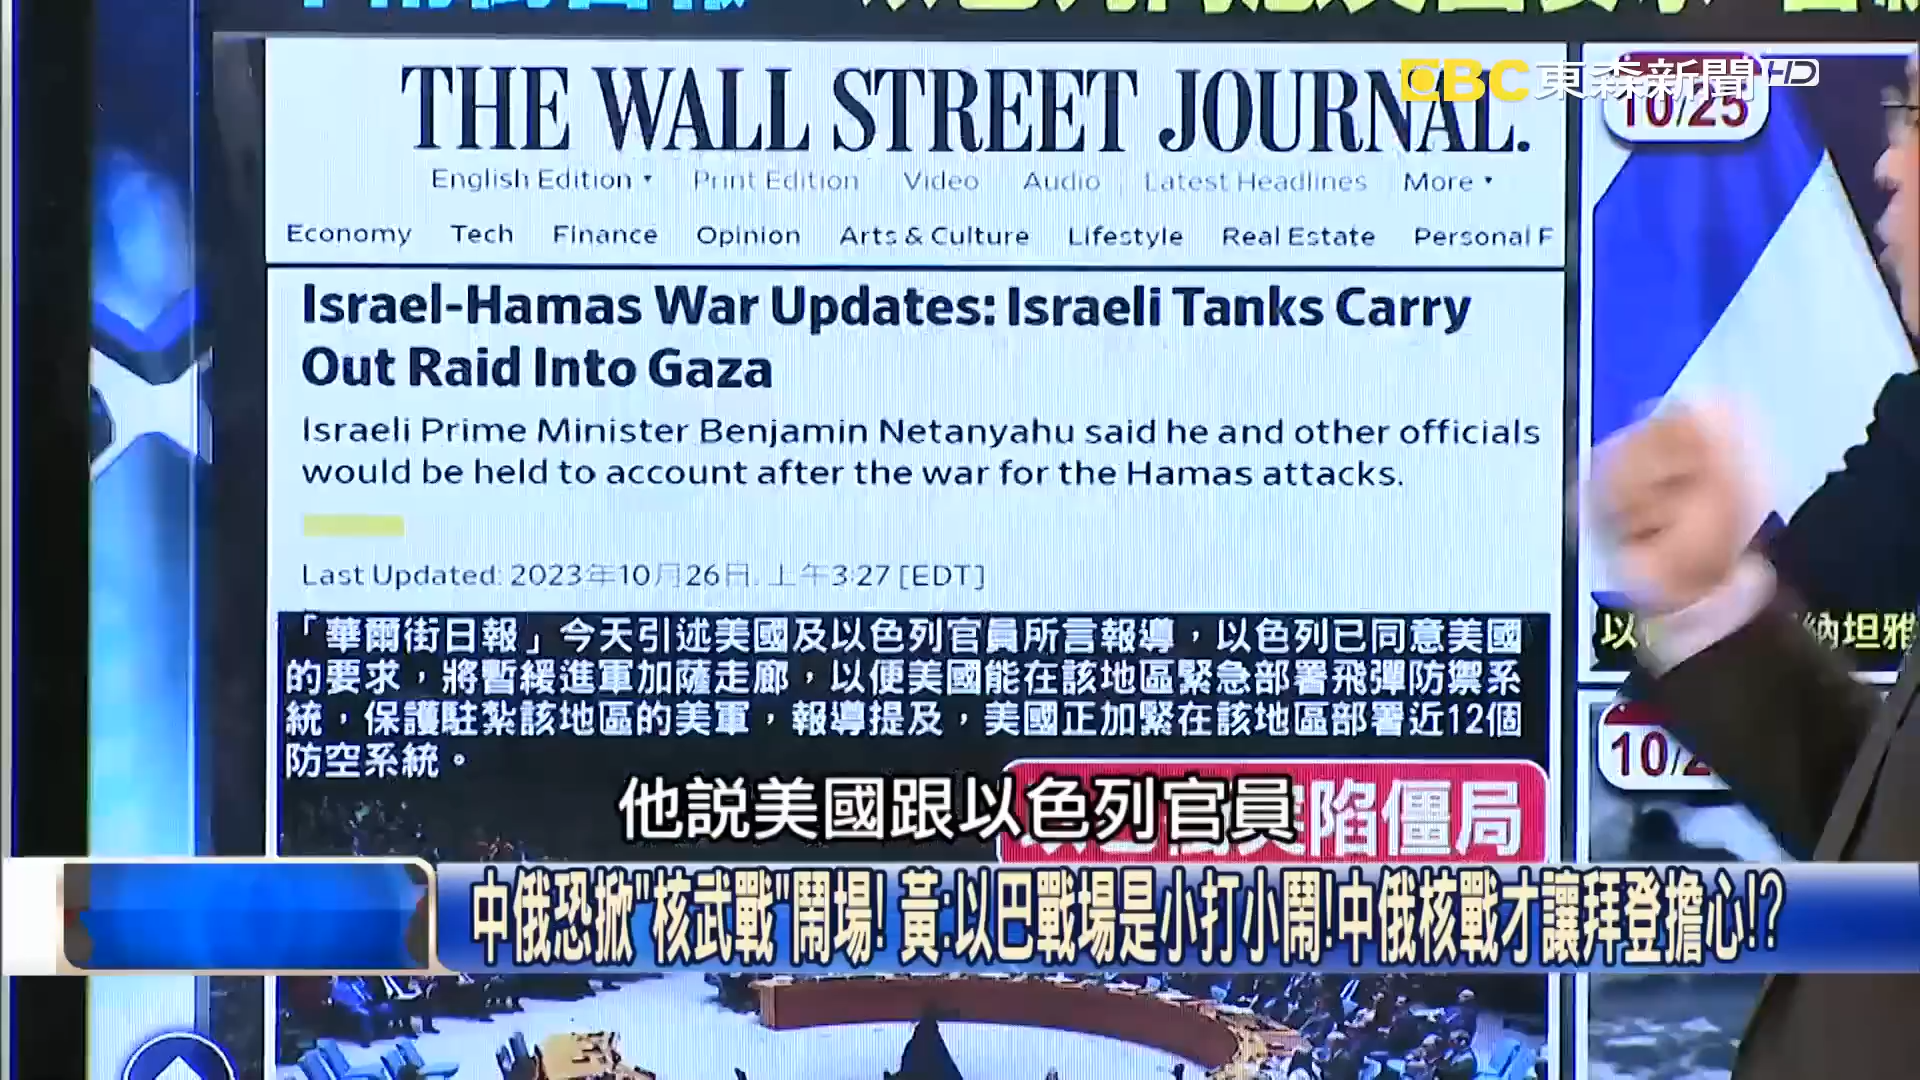 THE WALL STREET JOURNAL.
EBC 東森新聞 HD
10/25
English Edition Print Edition Video Audio Latest Headlines More
Economy Tech Finance Opinion Arts & Culture Lifestyle Real Estate Personal F
Israel-Hamas War Updates: Israeli Tanks Carry
Out Raid Into Gaza
Israeli Prime Minister Benjamin Netanyahu said he and other officials
would be held to account after the war for the Hamas attacks.
Last Updated: 2023年10月26日. 上午3:27 [EDT]
「華爾街日報」今天引述美國及以色列官員所言報導，以色列已同意美國
的要求，將暫緩進軍加薩走廊，以便美國能在該地區緊急部署飛彈防禦系
統，保護駐紮該地區的美軍，報導提及，美國正加緊在該地區部署近12個
防空系統。
以
納坦雅
10/2
陷僵局
他説美國跟以色列官員
中俄恐掀"核武戰"鬧場! 黃:以巴戰場是小打小鬧!中俄核戰才讓拜登擔心!?